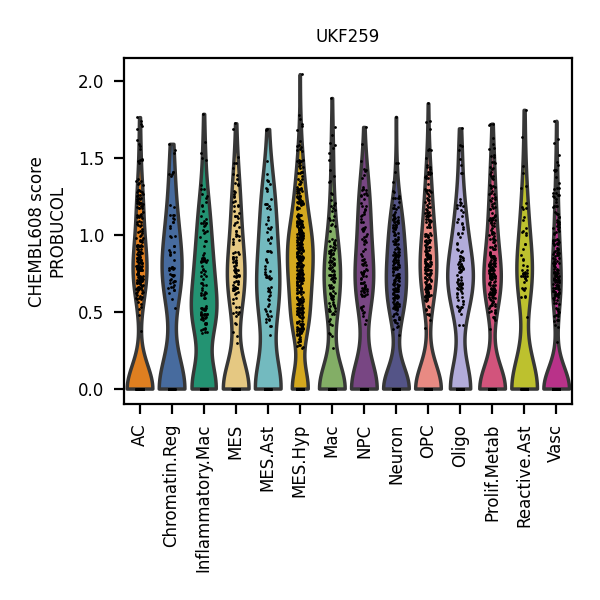 UKF259
CHEMBL608 score
PROBUCOL
2.0
1.5
1.0
0.5
0.0
AC
Chromatin.Reg
Inflammatory.Mac
MES
MES.Ast
MES.Hyp
Mac
NPC
Neuron
OPC
Oligo
Prolif.Metab
Reactive.Ast
Vasc